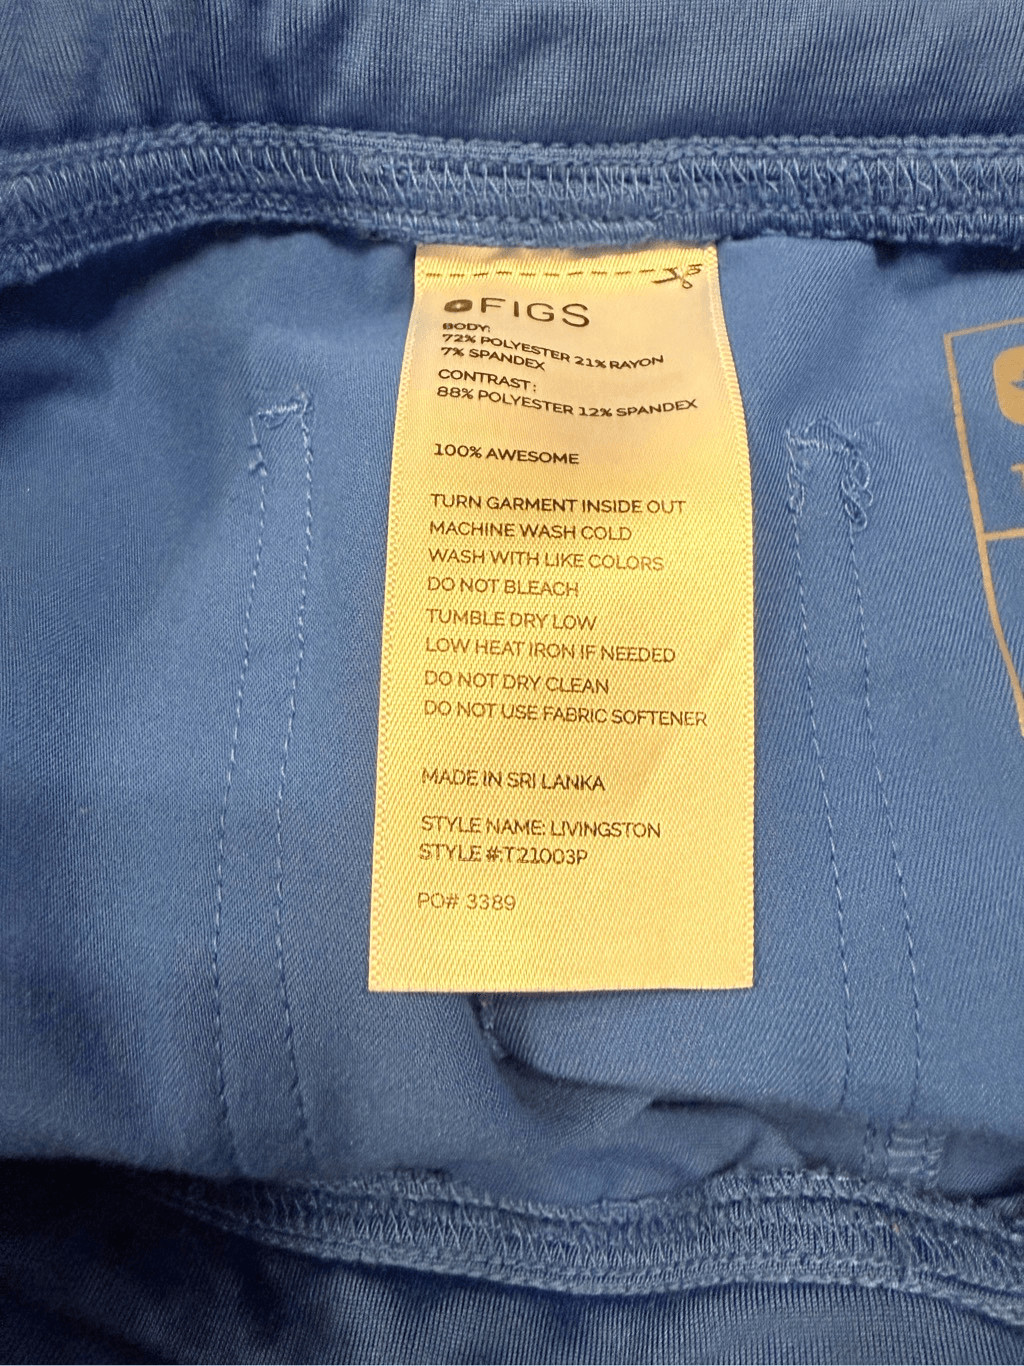 FIGS
BODY:
72% POLYESTER 21% RAYON
7% SPANDEX
CONTRAST:
88% POLYESTER 12% SPANDEX
100% AWESOME
TURN GARMENT INSIDE OUT
MACHINE WASH COLD
WASH WITH LIKE COLORS
DO NOT BLEACH
TUMBLE DRY LOW
LOW HEAT IRON IF NEEDED
DO NOT DRY CLEAN
DO NOT USE FABRIC SOFTENER
MADE IN SRI LANKA
STYLE NAME: LIVINGSTON
STYLE #:T21003P
PO# 3389